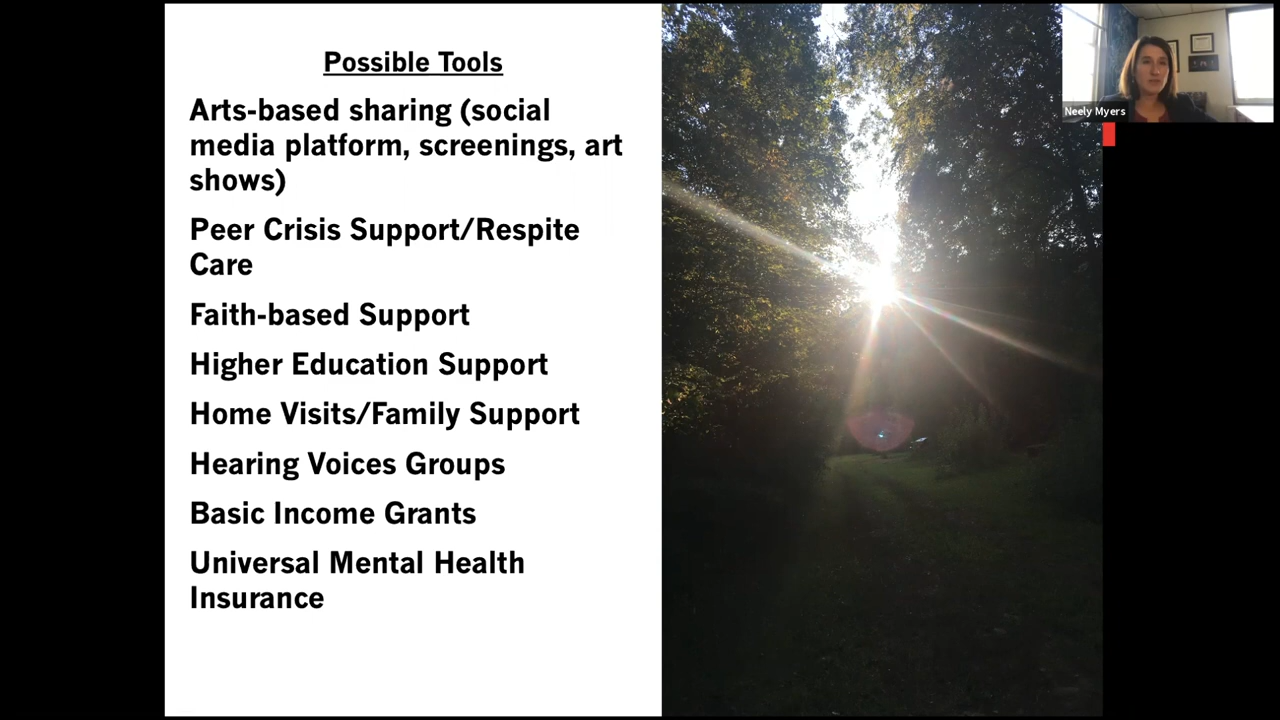 Possible Tools
Arts-based sharing (social
media platform, screenings, art
shows)
Peer Crisis Support/Respite
Care
Faith-based Support
Higher Education Support
Home Visits/Family Support
Hearing Voices Groups
Basic Income Grants
Universal Mental Health
Insurance
Neely Myers